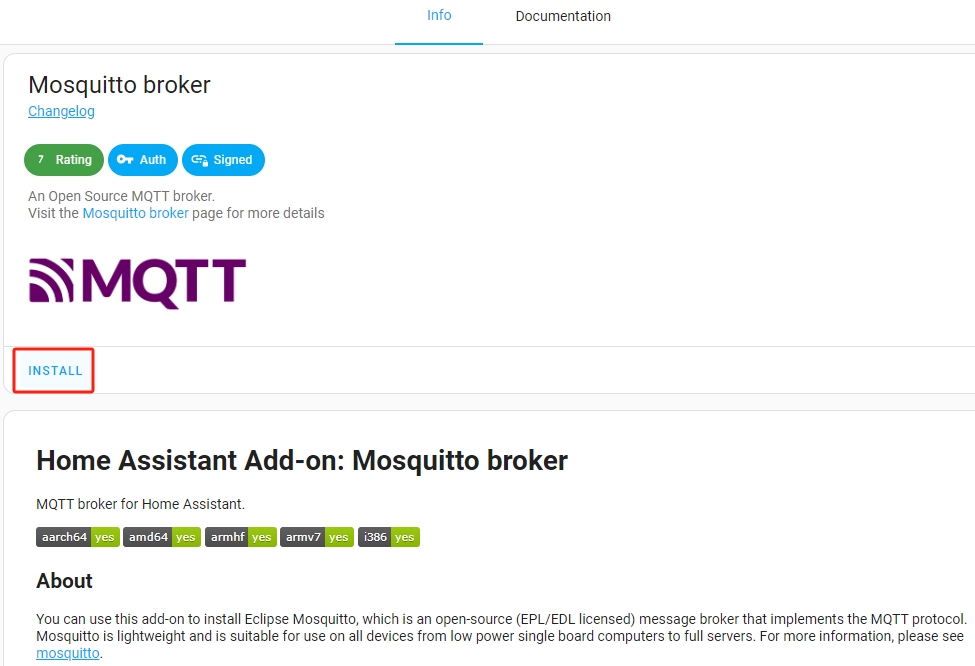 Info Documentation
Mosquitto broker
Changelog
7 Rating Auth Signed
An Open Source MQTT broker.
Visit the Mosquitto broker page for more details
MQTT
INSTALL
Home Assistant Add-on: Mosquitto broker
MQTT broker for Home Assistant.
aarch64 yes amd64 yes armhf yes armv7 yes i386 yes
About
You can use this add-on to install Eclipse Mosquitto, which is an open-source (EPL/EDL licensed) message broker that implements the MQTT protocol.
Mosquitto is lightweight and is suitable for use on all devices from low power single board computers to full servers. For more information, please see
mosquitto.